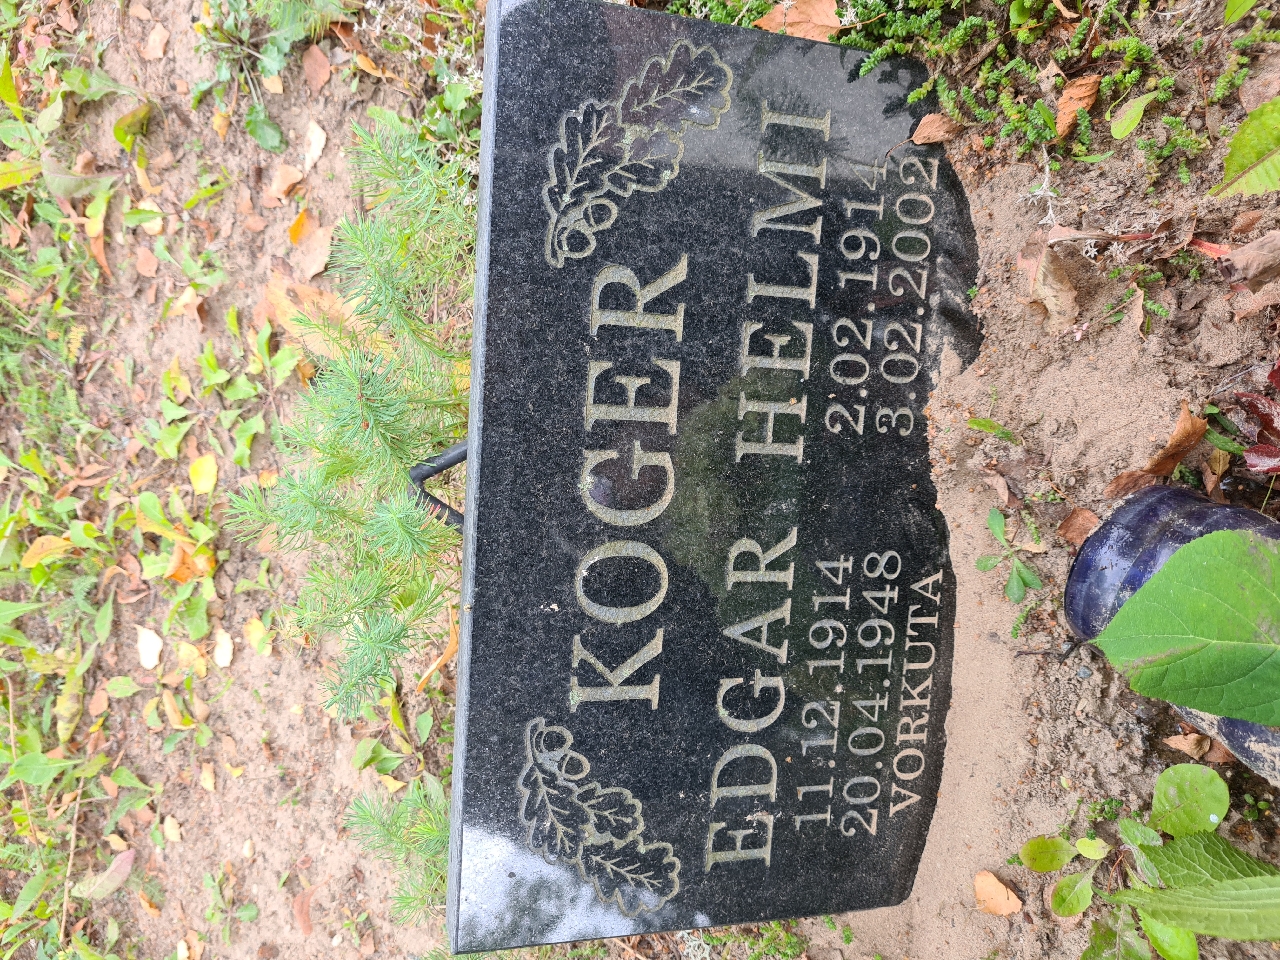 KOGER
EDGAR HELMI
11.12.1914 2.02.1914
20.04.1948 3.02.2002
VORKUTA